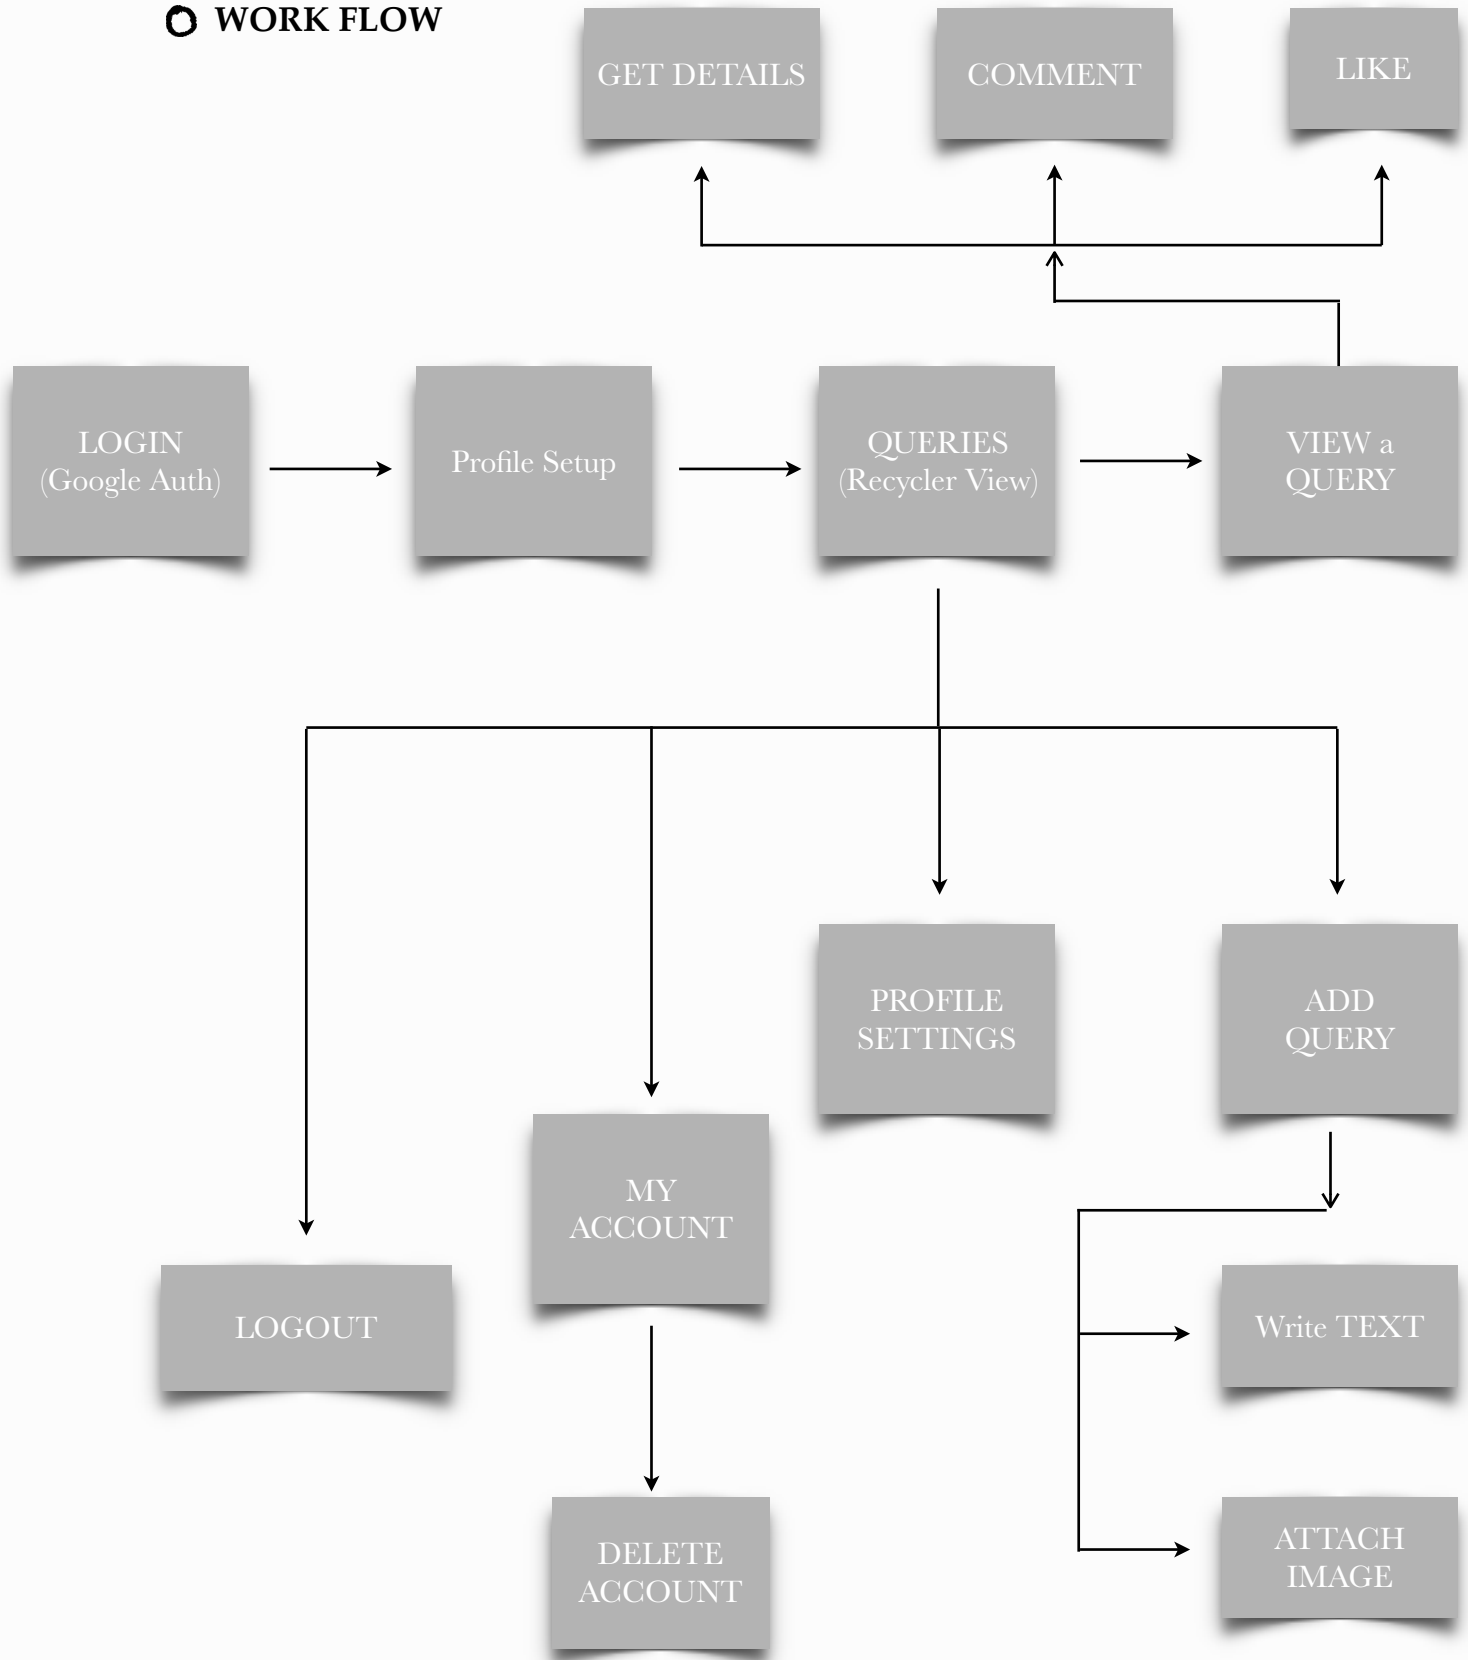 WORK FLOW
GET DETAILS
COMMENT
LIKE
LOGIN
(Google Auth)
Profile Setup
QUERIES
(Recycler View)
VIEW a
QUERY
PROFILE
SETTINGS
ADD
QUERY
MY
ACCOUNT
LOGOUT
Write TEXT
DELETE
ACCOUNT
ATTACH
IMAGE